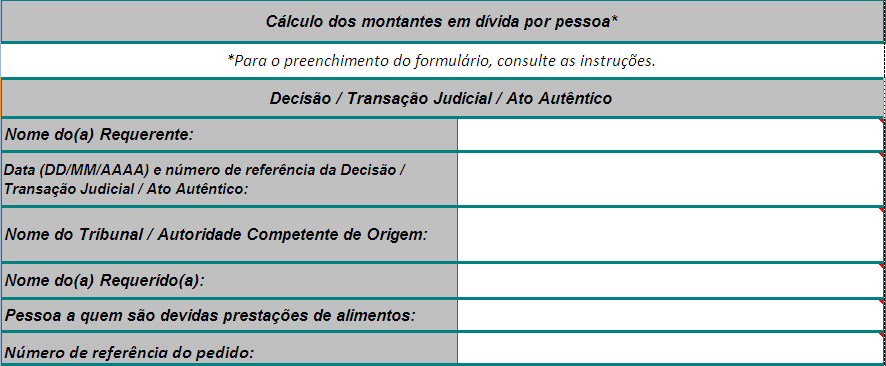 Cálculo dos montantes em dívida por pessoa*
*Para o preenchimento do formulário, consulte as instruções.
Decisão / Transação Judicial / Ato Autêntico
Nome do(a) Requerente:
Data (DD/MM/AAAA) e número de referência da Decisão /
Transação Judicial / Ato Autêntico:
Nome do Tribunal / Autoridade Competente de Origem:
Nome do(a) Requerido(a):
Pessoa a quem são devidas prestações de alimentos:
Número de referência do pedido: